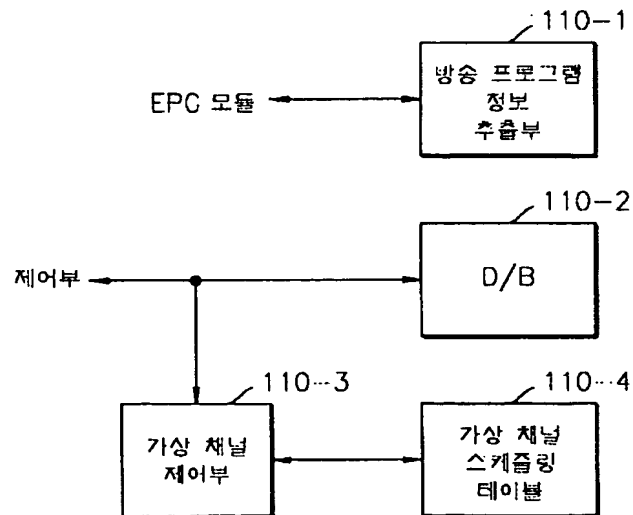 110-1
방송 프로그램
정보
추출부
EPC 모듈
110-2
D/B
제어부
110-3
가상 채널
제어부
110-4
가상 채널
스케쥴링
테이블